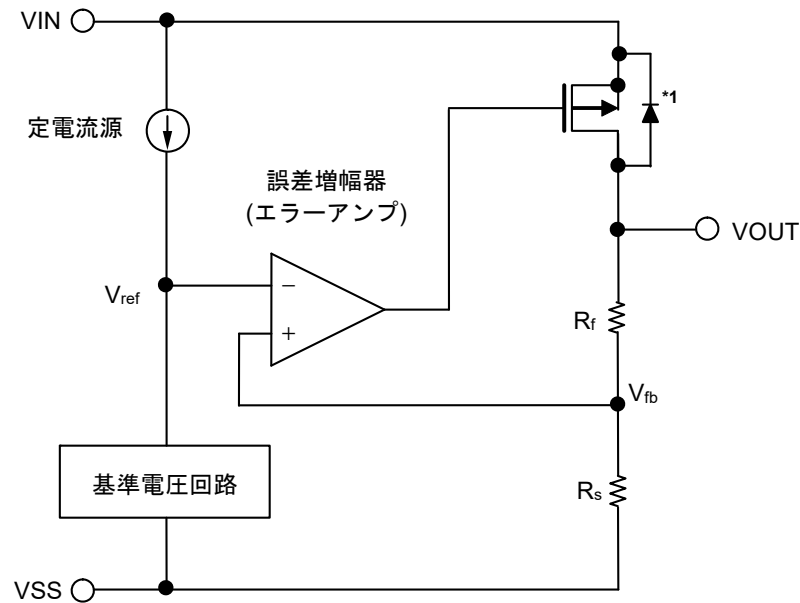 VIN
*1
定電流源
誤差増幅器
(エラーアンプ)
VOUT
Vref
−
+
Rf
Vfb
基準電圧回路
Rs
VSS